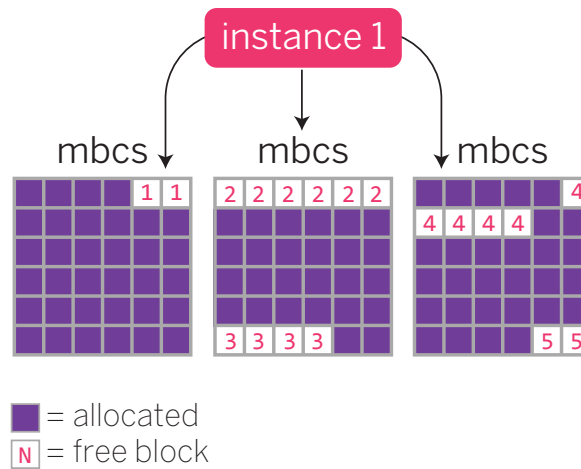 instance 1
mbcs mbcs mbcs
1 1 2 2 2 2 2 2 4
4 4 4 4
3 3 3 3 5 5
= allocated
N = free block